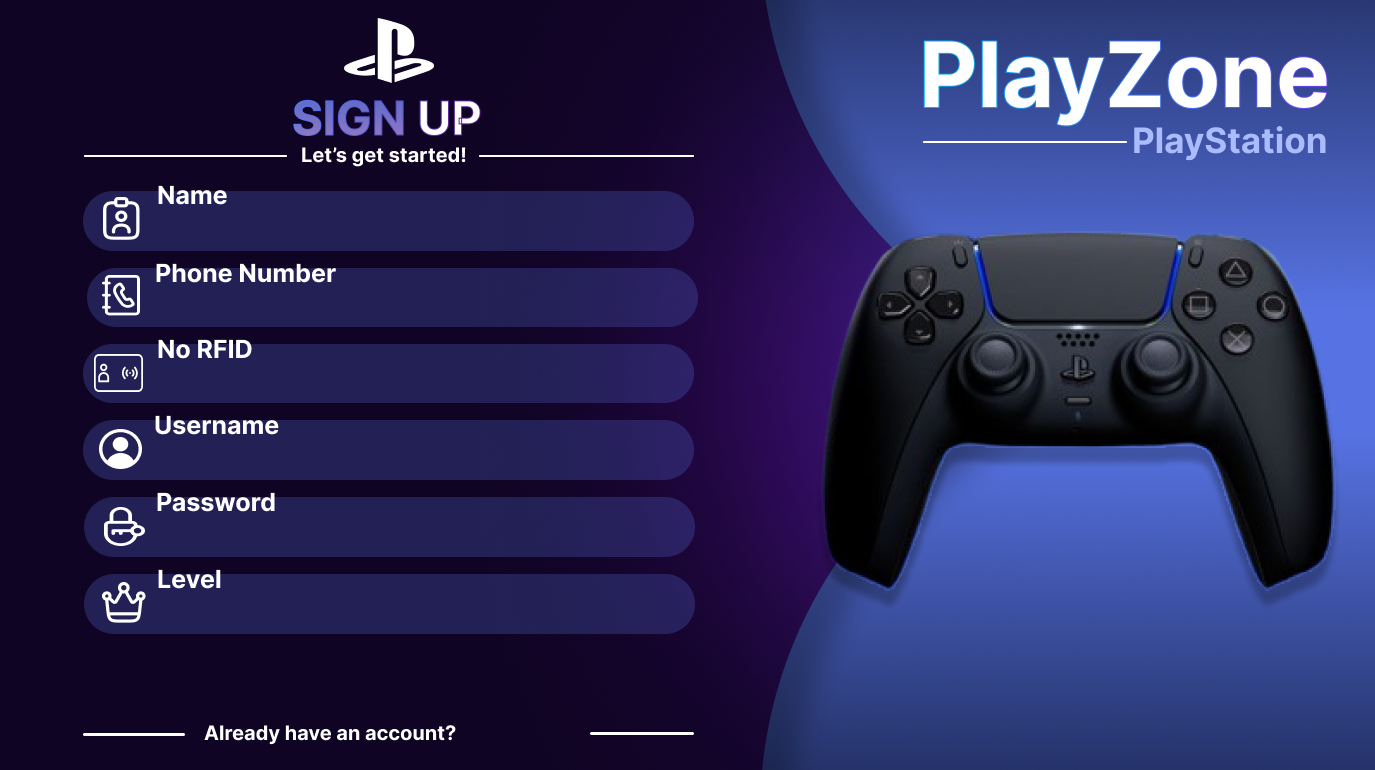 SIGN UP
Let’s get started!
Name
Phone Number
No RFID
Username
Password
Level
Already have an account?
PlayZone
PlayStation